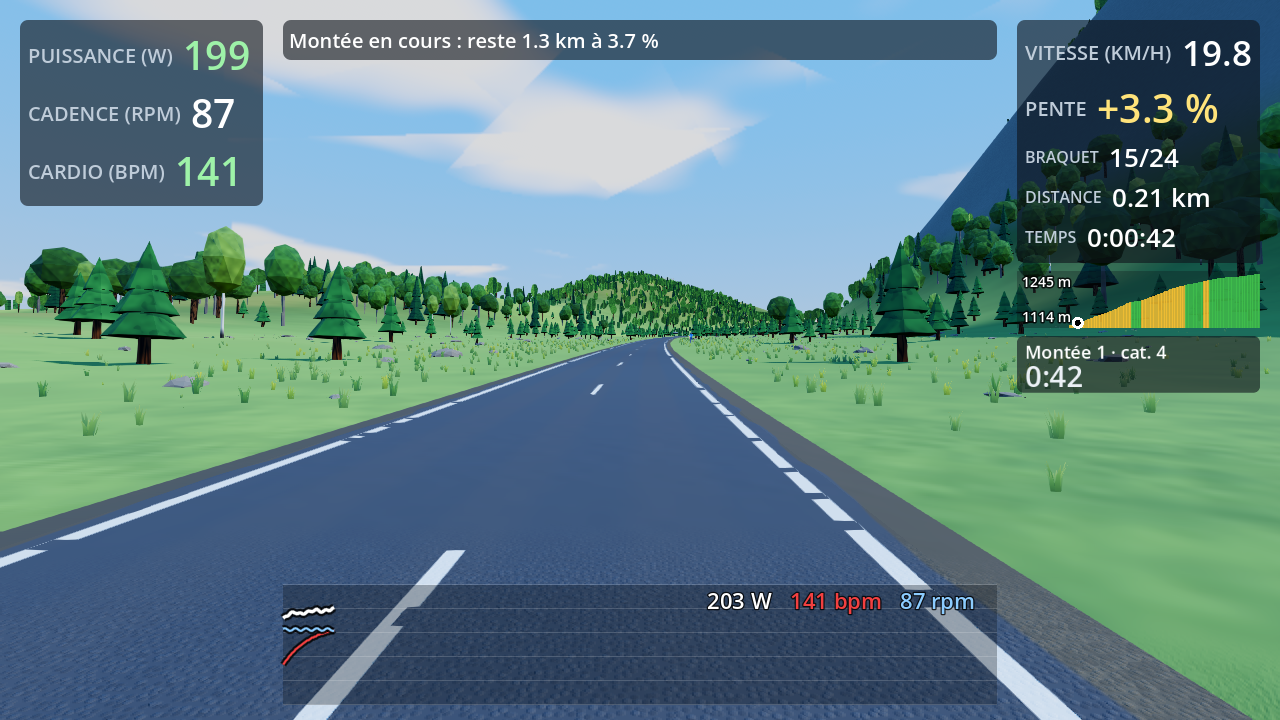 PUISSANCE (W) 199
CADENCE (RPM) 87
CARDIO (BPM) 141
Montée en cours : reste 1.3 km à 3.7 %
VITESSE (KM/H) 19.8
PENTE +3.3 %
BRAQUET 15/24
DISTANCE 0.21 km
TEMPS 0:00:42
1245 m
1114 m
Montée 1 · cat. 4
0:42
203 W 141 bpm 87 rpm